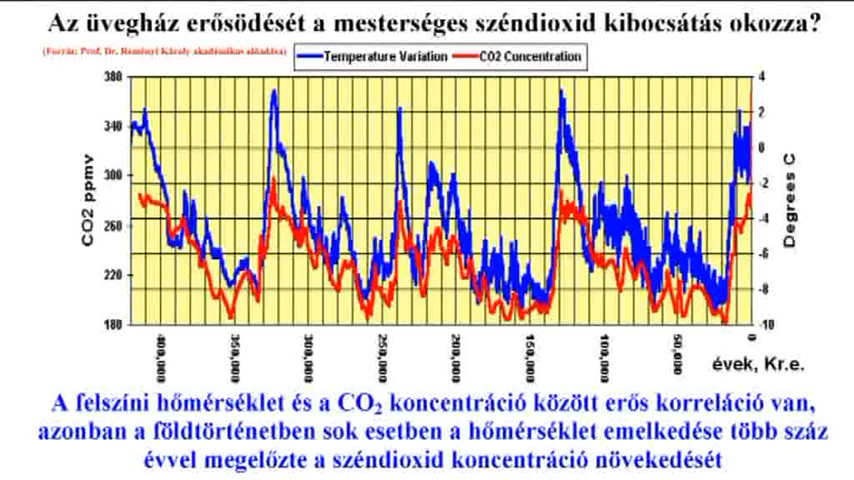 Az üvegház erősödését a mesterséges széndioxid kibocsátás okozza?
(Forrás: Prof. Dr. Reményi Károly akadémikus előadása)
Temperature Variation CO2 Concentration
380 4
340 2
300 0
260 -2
220 -4
180 -6
-8
-10
CO2 ppmv
Degrees C
400,000 350,000 300,000 250,000 200,000 150,000 100,000 50,000 0
évek, Kr.e.
A felszíni hőmérséklet és a CO₂ koncentráció között erős korreláció van,
azonban a földtörténetben sok esetben a hőmérséklet emelkedése több száz
évvel megelőzte a széndioxid koncentráció növekedését